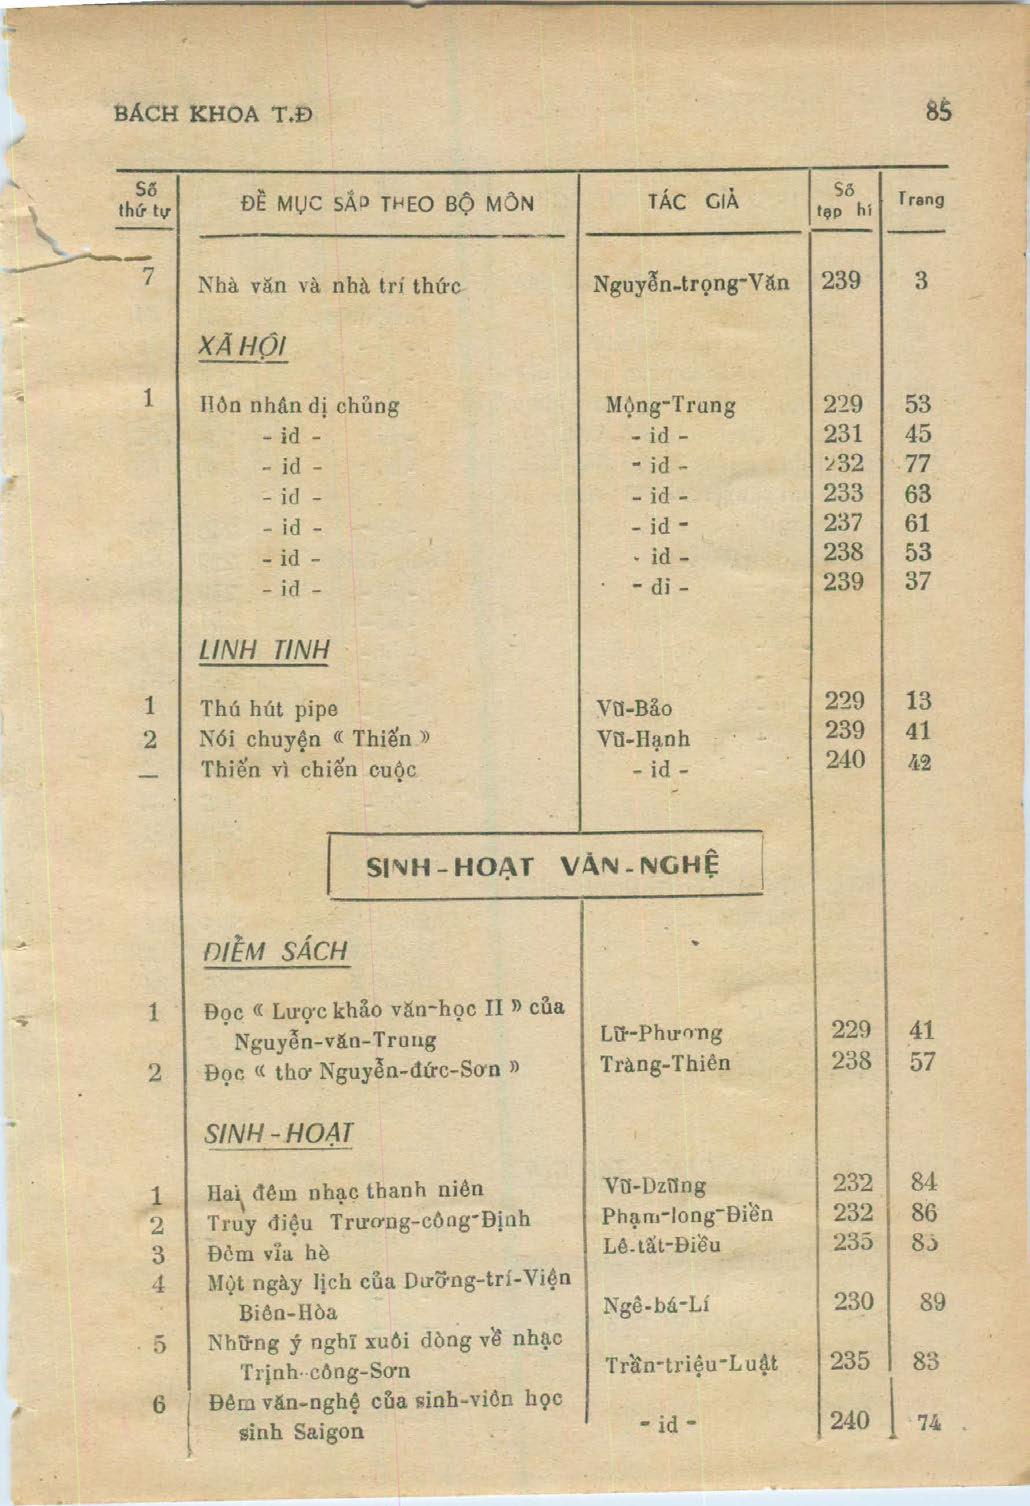 BÁCH KHOA T.Đ 85
Số thứ tự ĐỀ MỤC SẮP THEO BỘ MÔN TÁC GIẢ Số tạp hí Trang
7 Nhà văn và nhà trí thức Nguyễn-trọng-Văn 239 3
XÃ HỘI
1 Hôn nhân dị chủng Mộng-Trung 229 53
- id - - id - 231 45
- id - - id - 232 77
- id - - id - 233 63
- id - - id - 237 61
- id - - id - 238 53
- id - - di - 239 37
LINH TINH
1 Thú hút pipe Vũ-Bảo 229 13
2 Nói chuyện « Thiến » Vũ-Hạnh 239 41
— Thiến vì chiến cuộc - id - 240 42
SINH-HOẠT VĂN-NGHỆ
ĐIỂM SÁCH
1 Đọc « Lược khảo văn-học II » của
Nguyễn-văn-Trung Lữ-Phương 229 41
2 Đọc « thơ Nguyễn-đức-Sơn » Tràng-Thiên 238 57
SINH-HOẠT
1 Hai đêm nhạc thanh niên Vũ-Dzũng 232 84
2 Truy điệu Trương-công-Định Phạm-long-Điền 232 86
3 Đêm vỉa hè Lê-tất-Điều 235
4 Một ngày lịch của Dưỡng-trí-Viện
Biên-Hòa Ngê-bá-Lí 230 89
5 Những ý nghĩ xuôi dòng về nhạc
Trịnh-công-Sơn Trần-triệu-Luật 235 83
6 Đêm văn-nghệ của sinh-viên học
sinh Saigon - id - 240 74